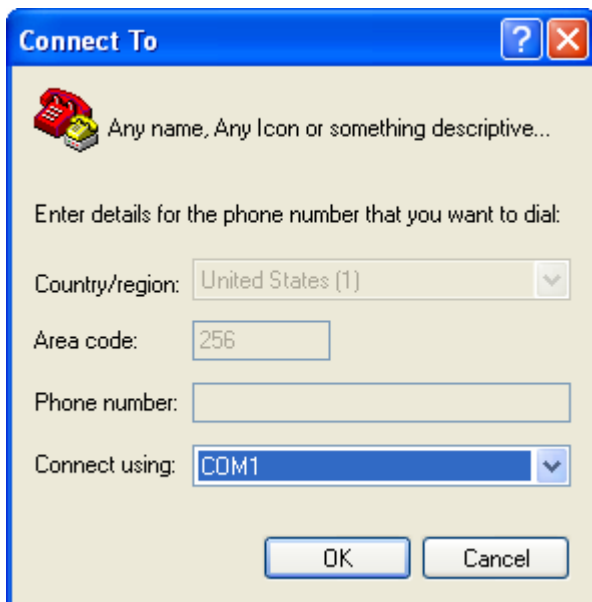 Connect To
Any name, Any Icon or something descriptive...
Enter details for the phone number that you want to dial:
Country/region: United States (1)
Area code: 256
Phone number:
Connect using: COM1
OK Cancel